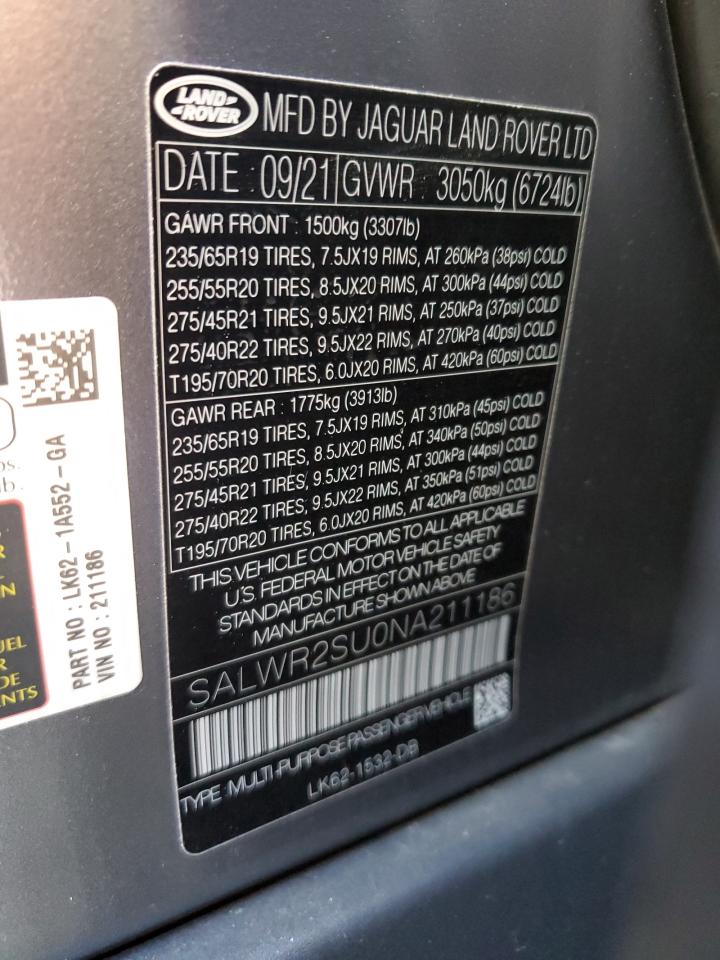 LAND ROVER
MFD BY JAGUAR LAND ROVER LTD
DATE : 09/21 GVWR : 3050kg (6724lb)
GAWR FRONT : 1500kg (3307lb)
235/65R19 TIRES, 7.5JX19 RIMS, AT 260kPa (38psi) COLD
255/55R20 TIRES, 8.5JX20 RIMS, AT 300kPa (44psi) COLD
275/45R21 TIRES, 9.5JX21 RIMS, AT 250kPa (37psi) COLD
275/40R22 TIRES, 9.5JX22 RIMS, AT 270kPa (40psi) COLD
T195/70R20 TIRES, 6.0JX20 RIMS, AT 420kPa (60psi) COLD
GAWR REAR : 1775kg (3913lb)
235/65R19 TIRES, 7.5JX19 RIMS, AT 310kPa (45psi) COLD
255/55R20 TIRES, 8.5JX20 RIMS, AT 340kPa (50psi) COLD
275/45R21 TIRES, 9.5JX21 RIMS, AT 300kPa (44psi) COLD
275/40R22 TIRES, 9.5JX22 RIMS, AT 350kPa (51psi) COLD
T195/70R20 TIRES, 6.0JX20 RIMS, AT 420kPa (60psi) COLD
THIS VEHICLE CONFORMS TO ALL APPLICABLE
U.S. FEDERAL MOTOR VEHICLE SAFETY
STANDARDS IN EFFECT ON THE DATE OF
MANUFACTURE SHOWN ABOVE
SALWR2SU0NA211186
TYPE : MULTI-PURPOSE PASSENGER VEHICLE
LK62-1532-DB
PART NO : LK62-1A552-GA
VIN NO : 211186